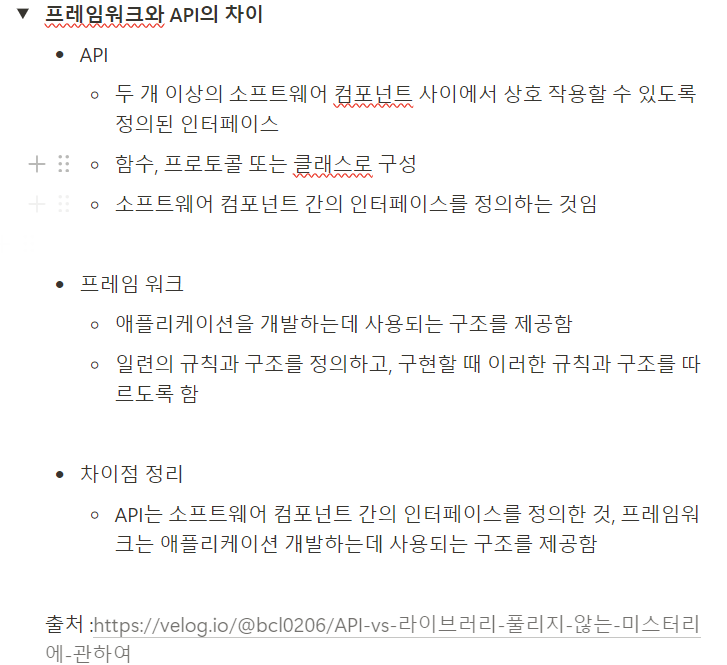 프레임워크와 API의 차이
API
두 개 이상의 소프트웨어 컴포넌트 사이에서 상호 작용할 수 있도록
정의된 인터페이스
함수, 프로토콜 또는 클래스로 구성
소프트웨어 컴포넌트 간의 인터페이스를 정의하는 것임
프레임 워크
애플리케이션을 개발하는데 사용되는 구조를 제공함
일련의 규칙과 구조를 정의하고, 구현할 때 이러한 규칙과 구조를 따
르도록 함
차이점 정리
API는 소프트웨어 컴포넌트 간의 인터페이스를 정의한 것, 프레임워
크는 애플리케이션 개발하는데 사용되는 구조를 제공함
출처 :https://velog.io/@bcl0206/API-vs-라이브러리-풀리지-않는-미스터리
에-관하여